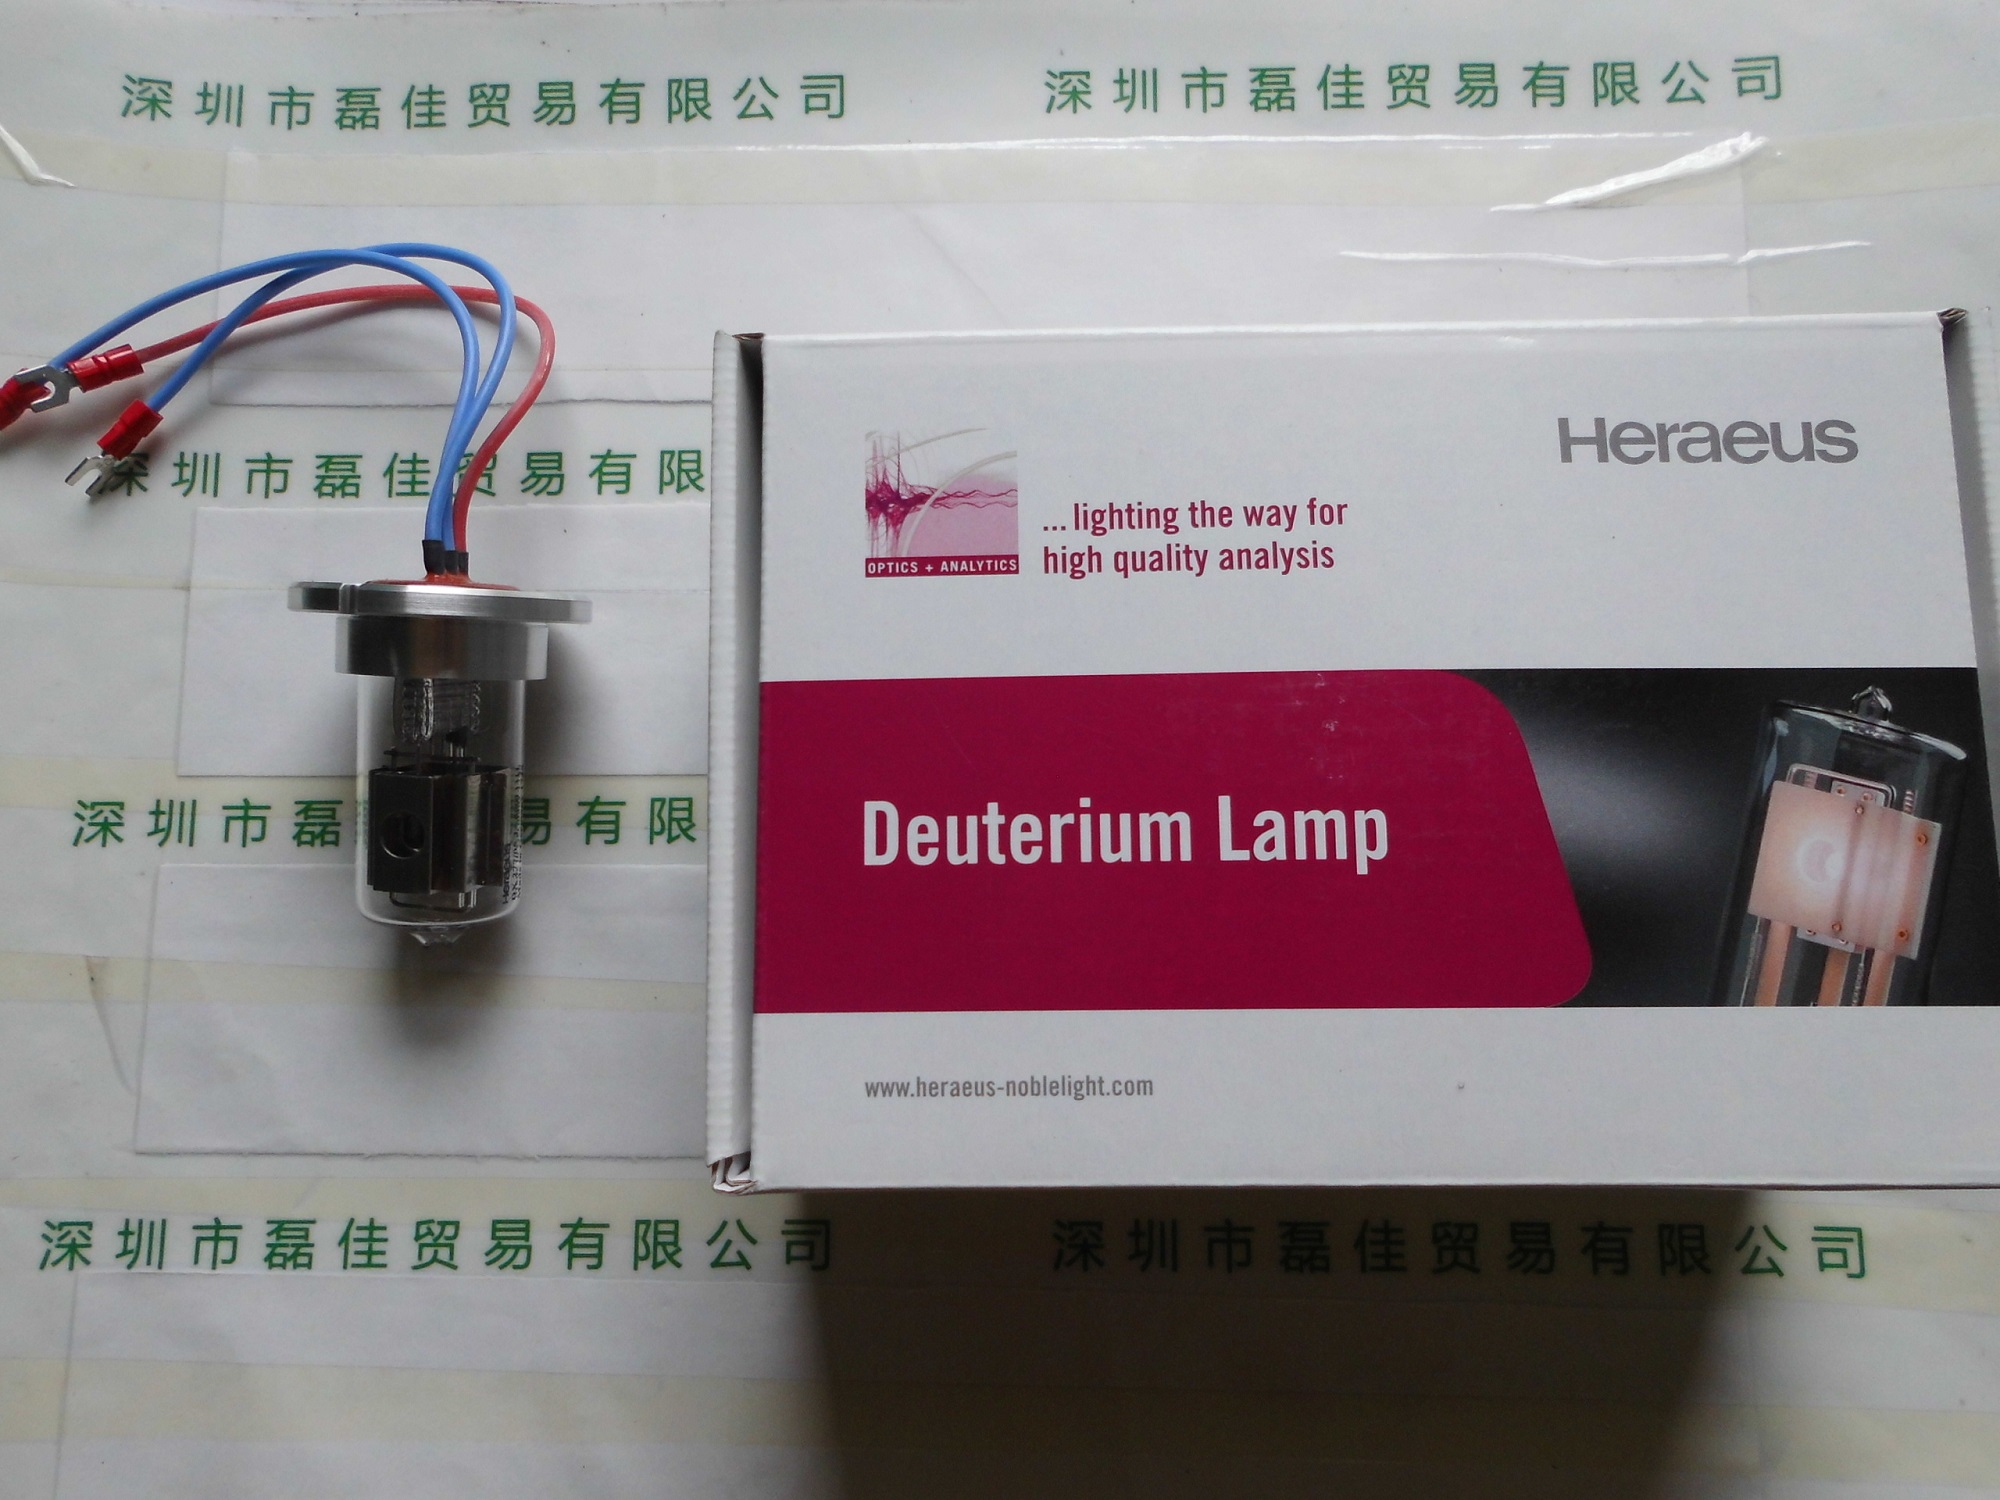 深圳市磊佳贸易有限公司
深圳市磊佳贸易有限公司
Heraeus
OPTICS + ANALYTICS
... lighting the way for
high quality analysis
深圳市磊佳贸易有限
Deuterium Lamp
深圳市磊
易有限
Heraeus
www.heraeus-noblelight.com
深圳市磊佳贸易有限公司
深圳市磊佳贸易有限公司